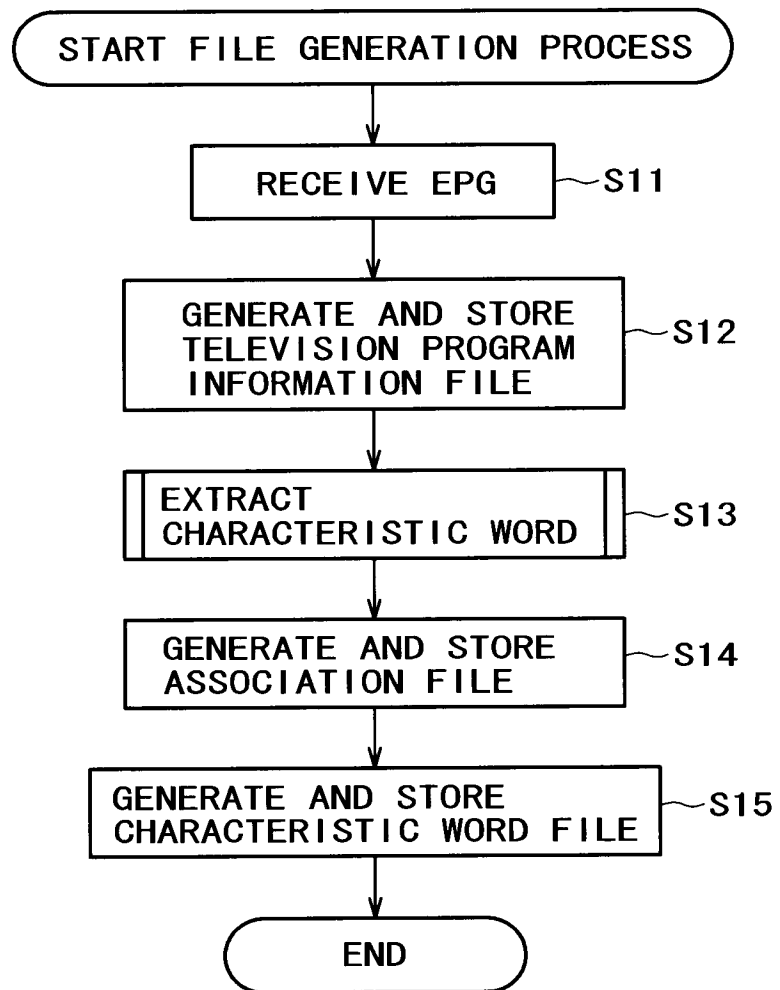 START FILE GENERATION PROCESS
RECEIVE EPG
S11
GENERATE AND STORE
TELEVISION PROGRAM
INFORMATION FILE
S12
EXTRACT
CHARACTERISTIC WORD
S13
GENERATE AND STORE
ASSOCIATION FILE
S14
GENERATE AND STORE
CHARACTERISTIC WORD FILE
S15
END